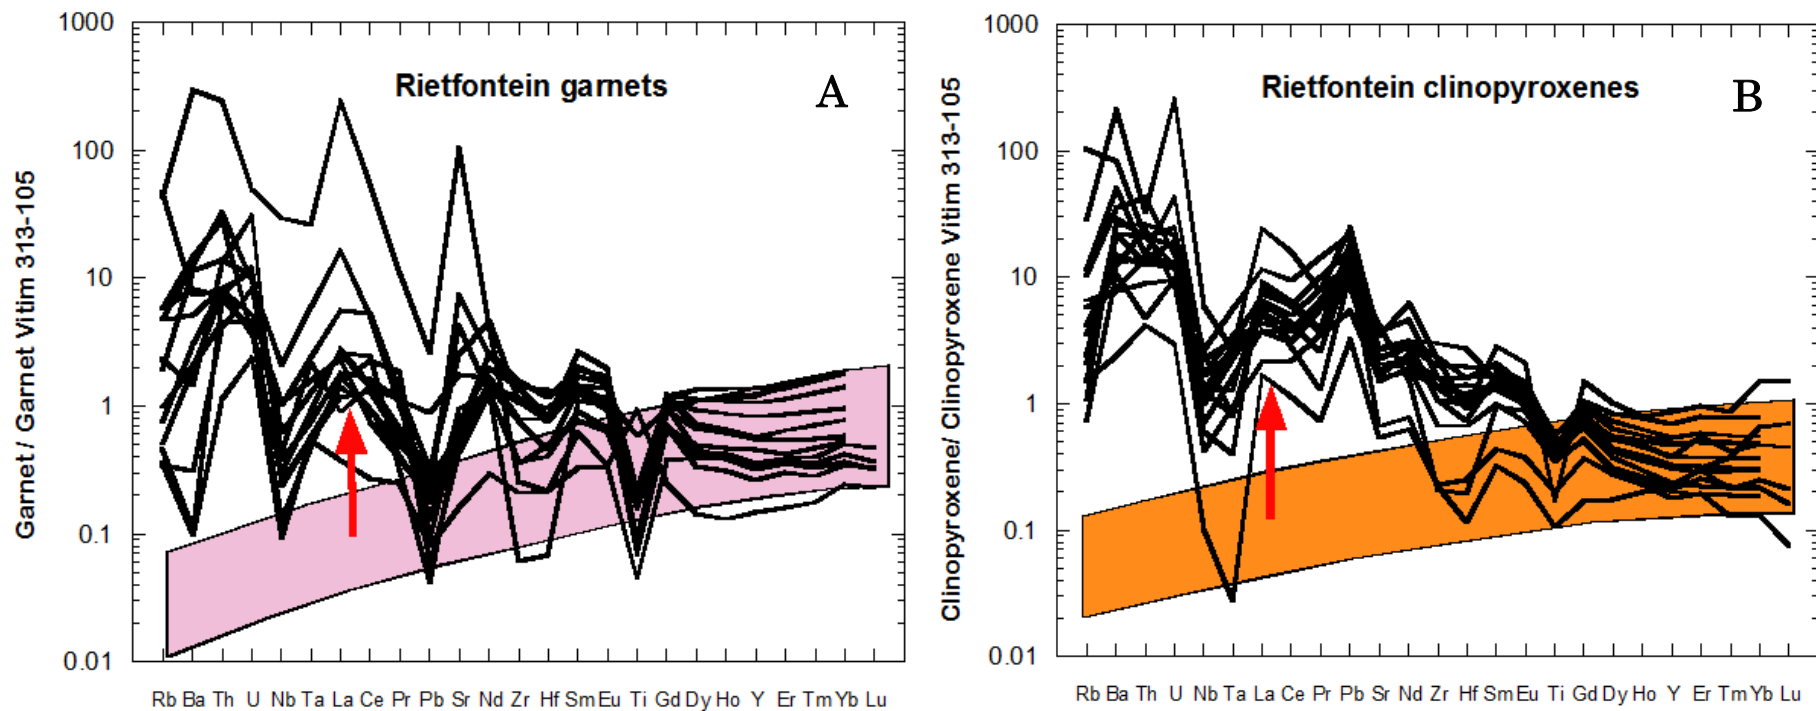 Rietfontein garnets
A
Garnet / Garnet Vitim 313-105
1000
100
10
1
0.1
0.01
Rb Ba Th U Nb Ta La Ce Pr Pb Sr Nd Zr Hf Sm Eu Ti Gd Dy Ho Y Er Tm Yb Lu
Rietfontein clinopyroxenes
B
Clinopyroxene/ Clinopyroxene Vitim 313-105
1000
100
10
1
0.1
0.01
Rb Ba Th U Nb Ta La Ce Pr Pb Sr Nd Zr Hf Sm Eu Ti Gd Dy Ho Y Er Tm Yb Lu